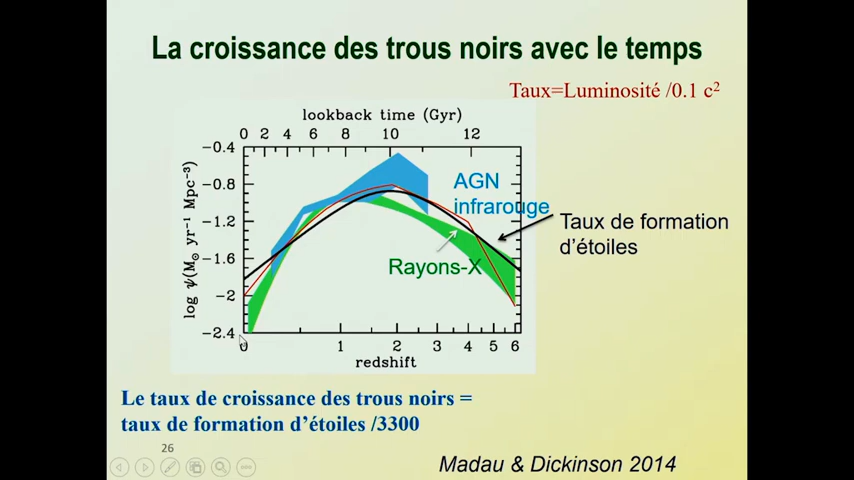 La croissance des trous noirs avec le temps
Taux=Luminosité /0.1 c²
lookback time (Gyr)
0 2 4 6 8 10 12
-0.4
-0.8
-1.2
-1.6
-2
-2.4
log ψ(M⊙ yr⁻¹ Mpc⁻³)
AGN
infrarouge
Taux de formation
d'étoiles
Rayons-X
0 1 2 3 4 5 6
redshift
Le taux de croissance des trous noirs =
taux de formation d'étoiles /3300
26
Madau & Dickinson 2014